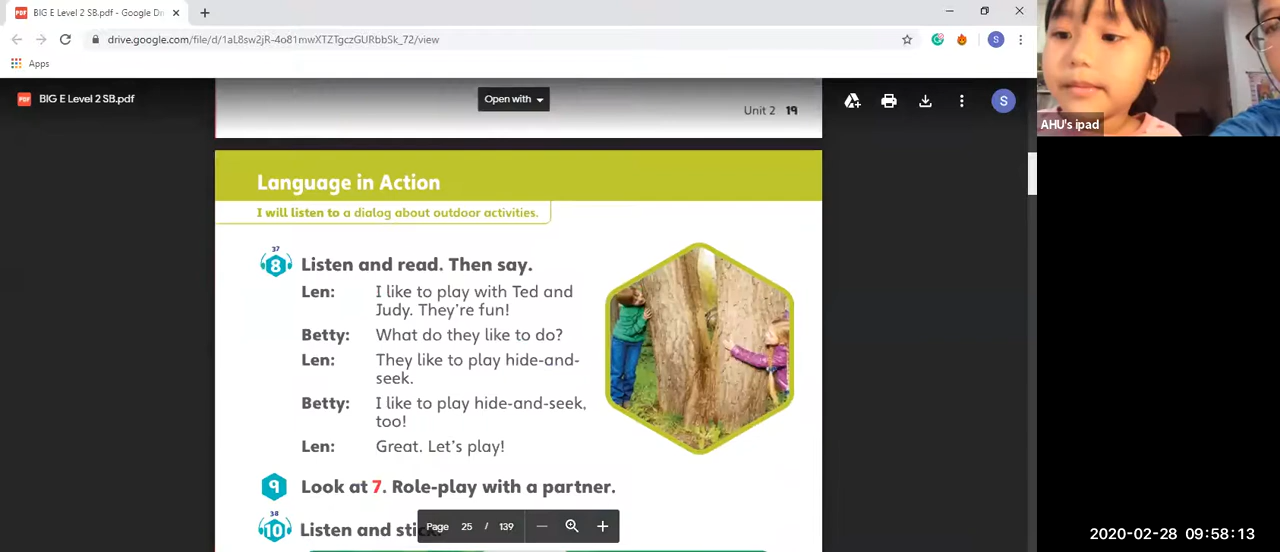 BIG E Level 2 SB.pdf - Google Dri
drive.google.com/file/d/1aL8sw2jR-4o81mwXTZTgczGURbbSk_72/view
S
Apps
PDF BIG E Level 2 SB.pdf
Open with
S
Unit 2 19
AHU's ipad
Language in Action
I will listen to a dialog about outdoor activities.
37
8 Listen and read. Then say.
Len: I like to play with Ted and
Judy. They're fun!
Betty: What do they like to do?
Len: They like to play hide-and-
seek.
Betty: I like to play hide-and-seek,
too!
Len: Great. Let's play!
9 Look at 7. Role-play with a partner.
38
10 Listen and stick.
Page 25 / 139
2020-02-28 09:58:13